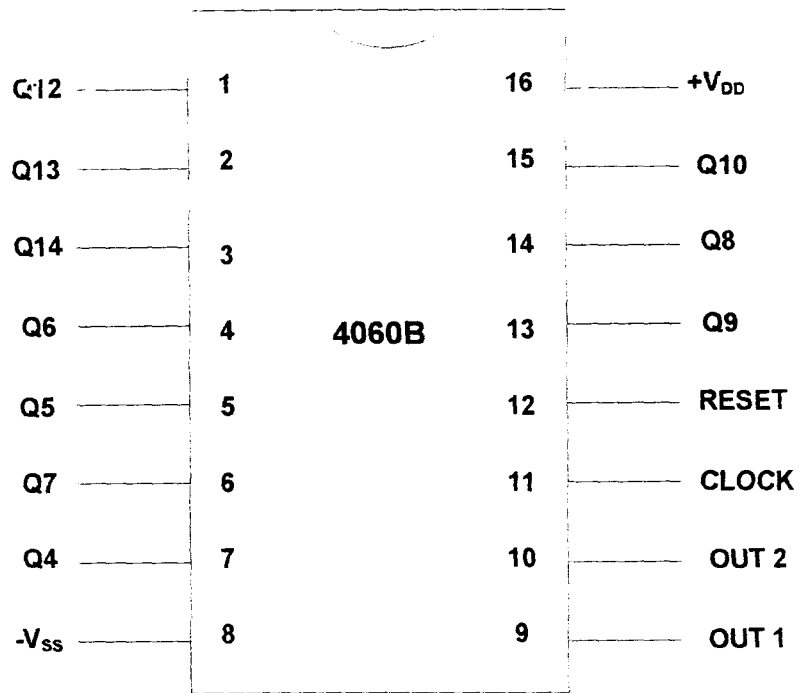 Q12 1 16 +VDD
Q13 2 15 Q10
Q14 3 14 Q8
Q6 4 4060B 13 Q9
Q5 5 12 RESET
Q7 6 11 CLOCK
Q4 7 10 OUT 2
-VSS 8 9 OUT 1